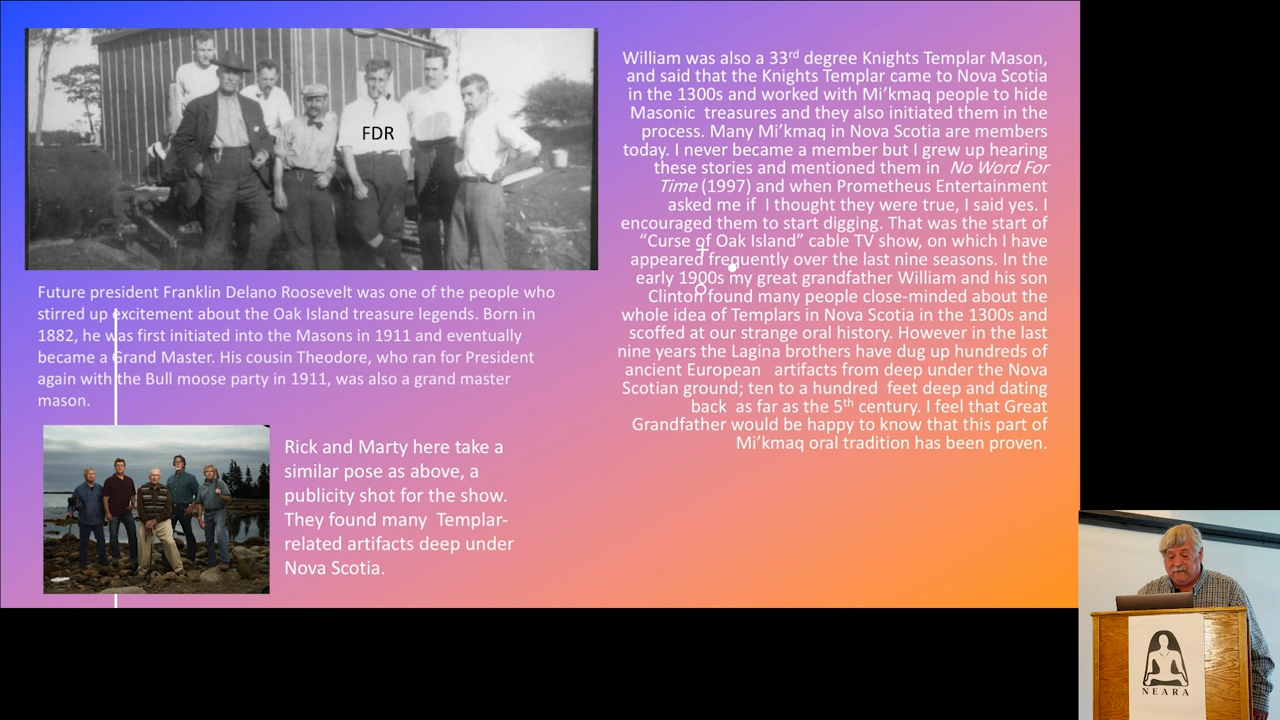 FDR
Future president Franklin Delano Roosevelt was one of the people who
stirred up excitement about the Oak Island treasure legends. Born in
1882, he was first initiated into the Masons in 1911 and eventually
became a Grand Master. His cousin Theodore, who ran for President
again with the Bull moose party in 1911, was also a grand master
mason.
Rick and Marty here take a
similar pose as above, a
publicity shot for the show.
They found many Templar-
related artifacts deep under
Nova Scotia.
William was also a 33rd degree Knights Templar Mason,
and said that the Knights Templar came to Nova Scotia
in the 1300s and worked with Mi’kmaq people to hide
Masonic treasures and they also initiated them in the
process. Many Mi’kmaq in Nova Scotia are members
today. I never became a member but I grew up hearing
these stories and mentioned them in No Word For
Time (1997) and when Prometheus Entertainment
asked me if I thought they were true, I said yes. I
encouraged them to start digging. That was the start of
“Curse of Oak Island” cable TV show, on which I have
appeared frequently over the last nine seasons. In the
early 1900s my great grandfather William and his son
Clinton found many people close-minded about the
whole idea of Templars in Nova Scotia in the 1300s and
scoffed at our strange oral history. However in the last
nine years the Lagina brothers have dug up hundreds of
ancient European artifacts from deep under the Nova
Scotian ground; ten to a hundred feet deep and dating
back as far as the 5th century. I feel that Great
Grandfather would be happy to know that this part of
Mi’kmaq oral tradition has been proven.
NEARA